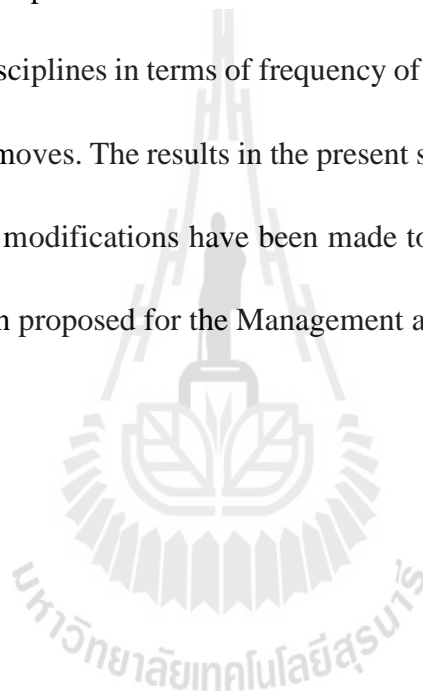 sciplines in terms of frequency of
moves. The results in the present s
modifications have been made to
n proposed for the Management a
มหาวิทยาลัยเทคโนโลยีสุรนารี